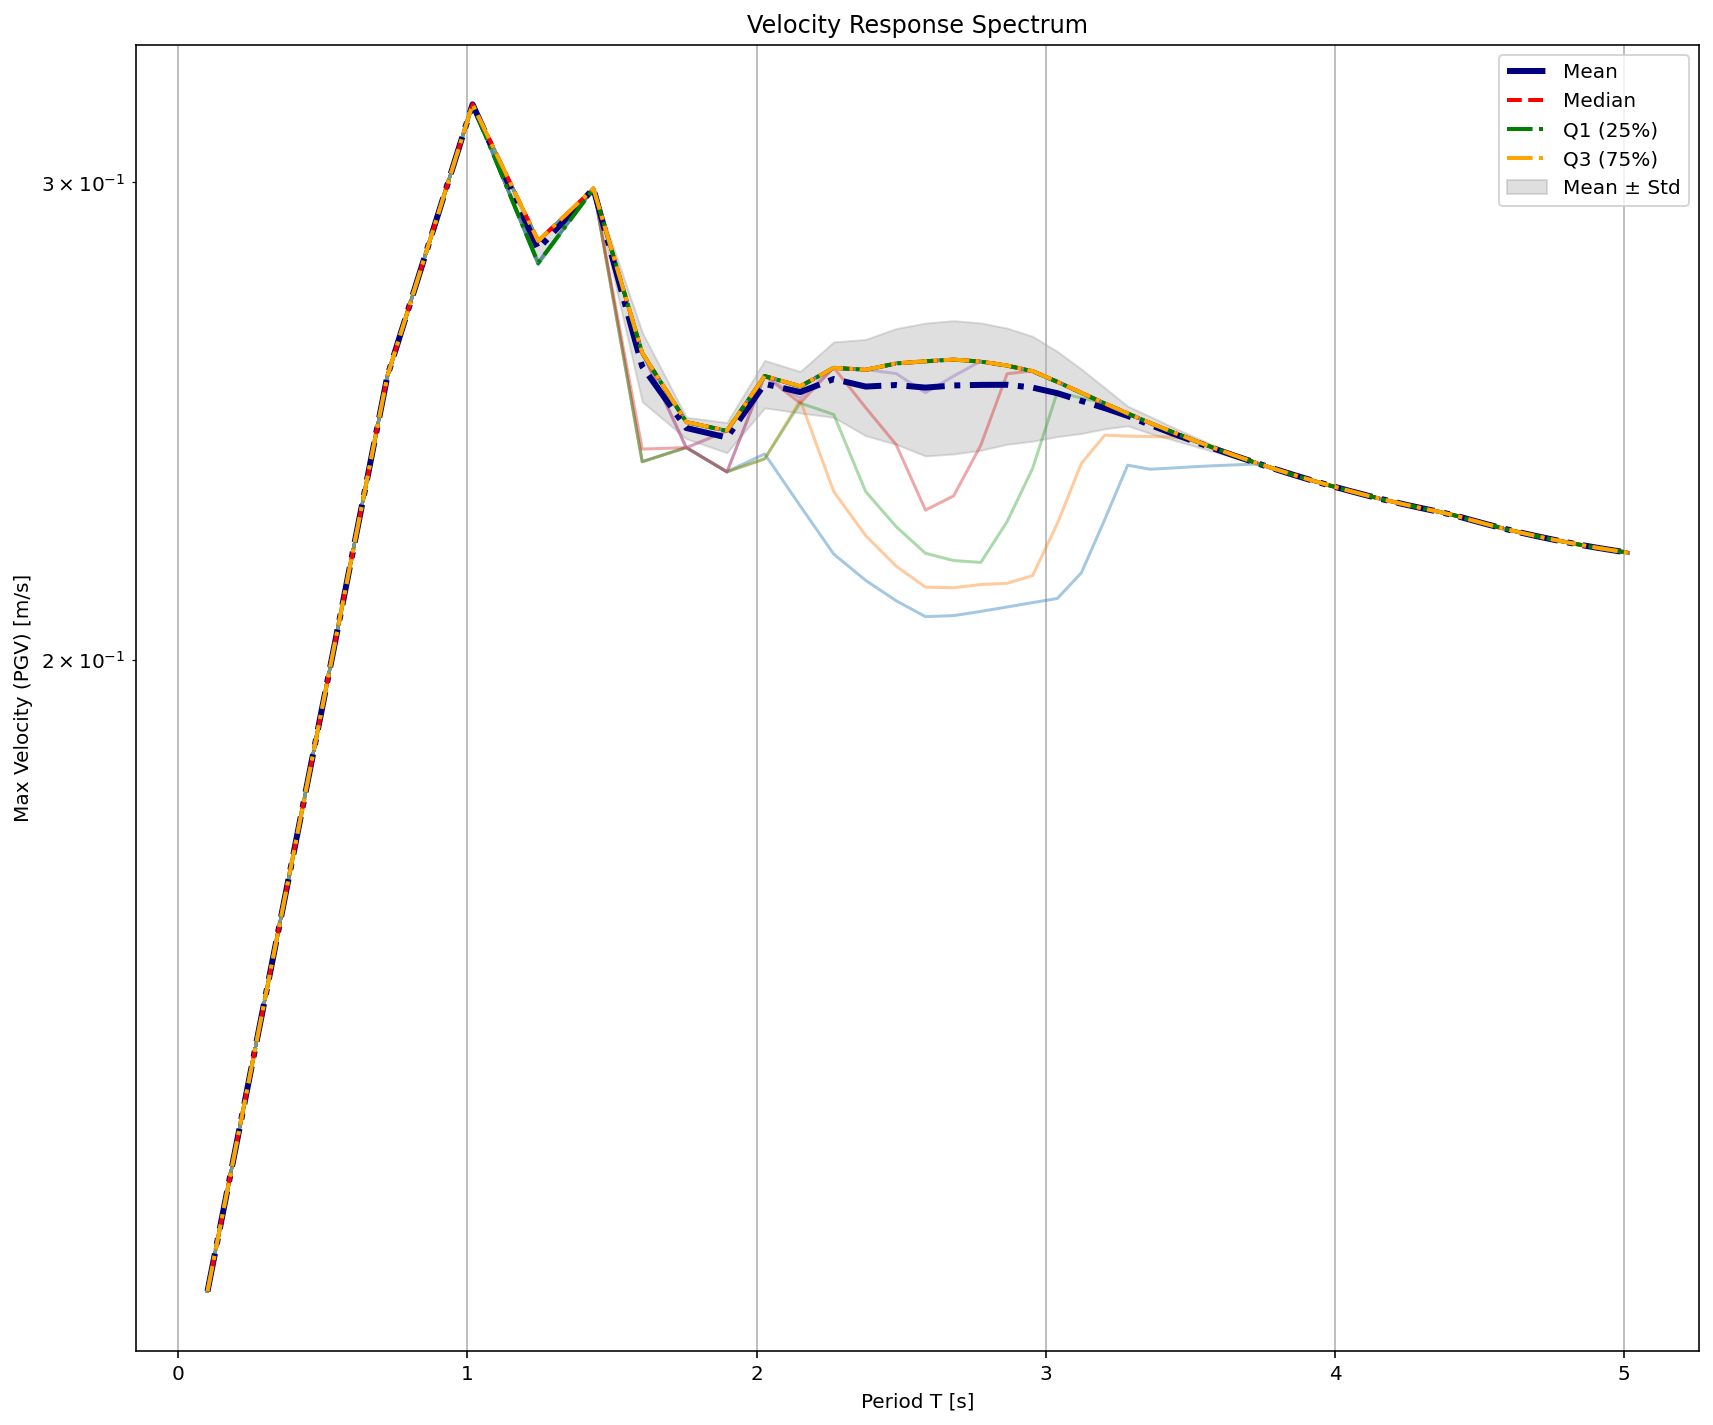 Velocity Response Spectrum
Mean
Median
Q1 (25%)
Q3 (75%)
Mean ± Std
3 × 10⁻¹
2 × 10⁻¹
Max Velocity (PGV) [m/s]
0 1 2 3 4 5
Period T [s]